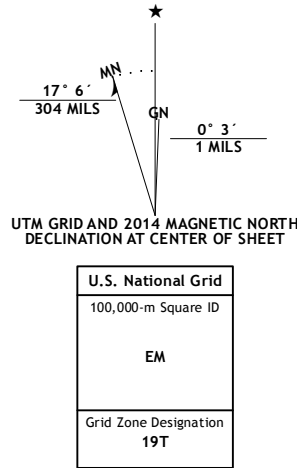 MN
GN
17° 6´
304 MILS
0° 3´
1 MILS
UTM GRID AND 2014 MAGNETIC NORTH
DECLINATION AT CENTER OF SHEET
U.S. National Grid
100,000-m Square ID
EM
Grid Zone Designation
19T